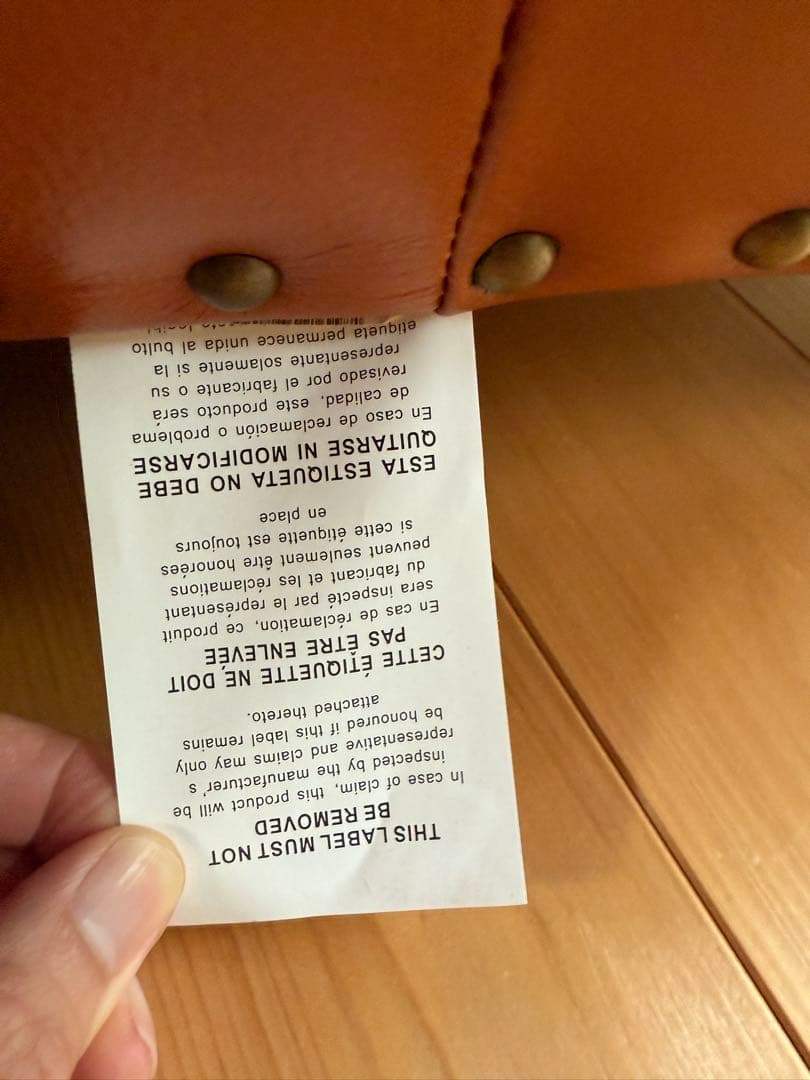 THIS LABEL MUST NOT
BE REMOVED
In case of claim, this product will be
inspected by the manufacturer's
representative and claims may only
be honoured if this label remains
attached thereto.
CETTE ÉTIQUETTE NE DOIT
PAS ÊTRE ENLEVÉE
En cas de réclamation, ce produit
sera inspecté par le représentant
du fabricant et les réclamations
peuvent seulement être honorées
si cette étiquette est toujours
en place
ESTA ESTIQUETA NO DEBE
QUITARSE NI MODIFICARSE
En caso de reclamación o problema
de calidad, este producto será
revisado por el fabricante o su
representante solamente si la
etiqueta permanece unida al bulto